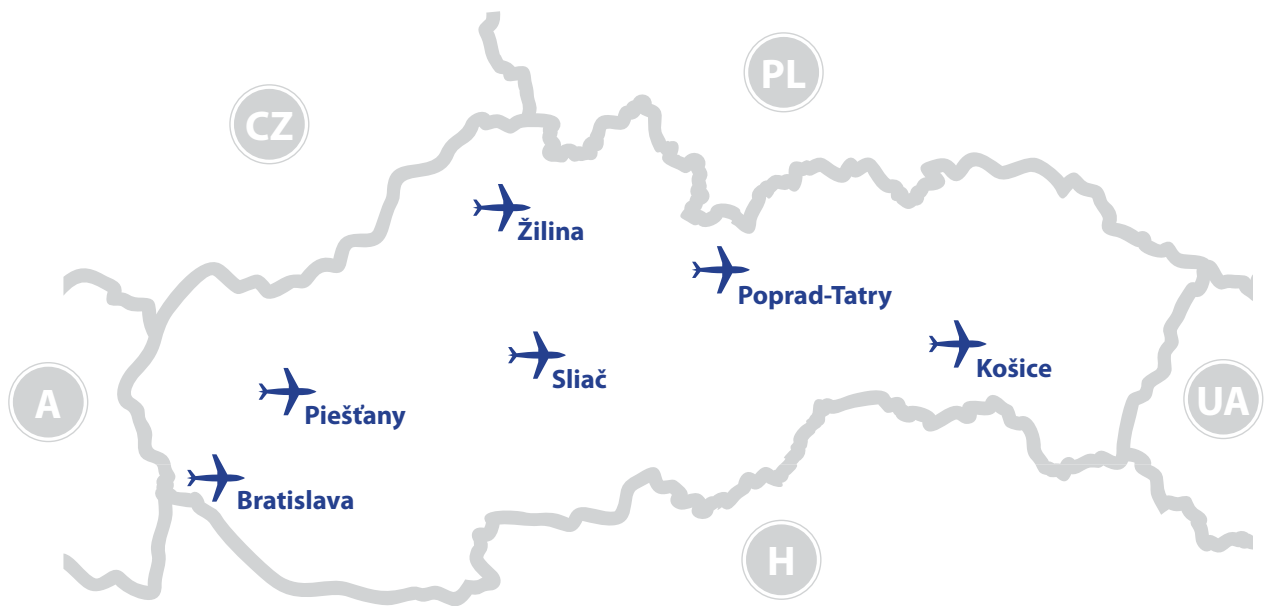 PL
CZ
Žilina
Poprad-Tatry
Košice
Sliač
A
UA
Piešťany
Bratislava
H